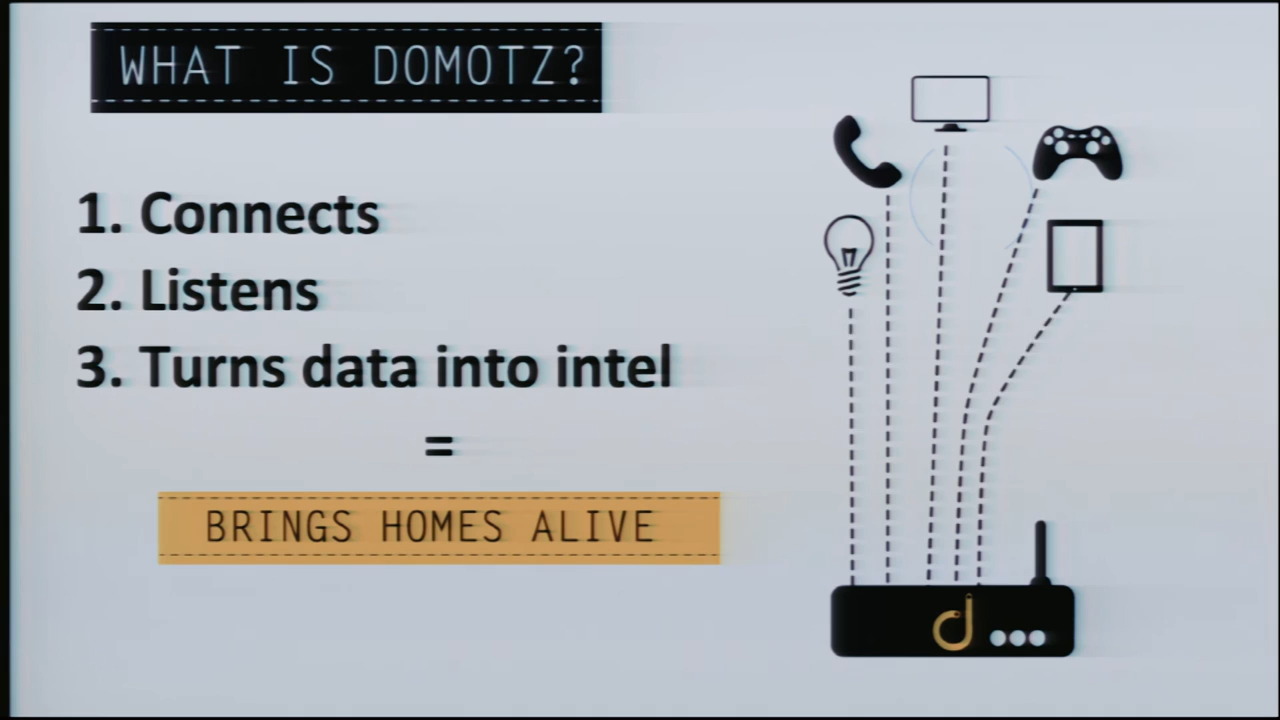 WHAT IS DOMOTZ?
1. Connects
2. Listens
3. Turns data into intel
=
BRINGS HOMES ALIVE
d